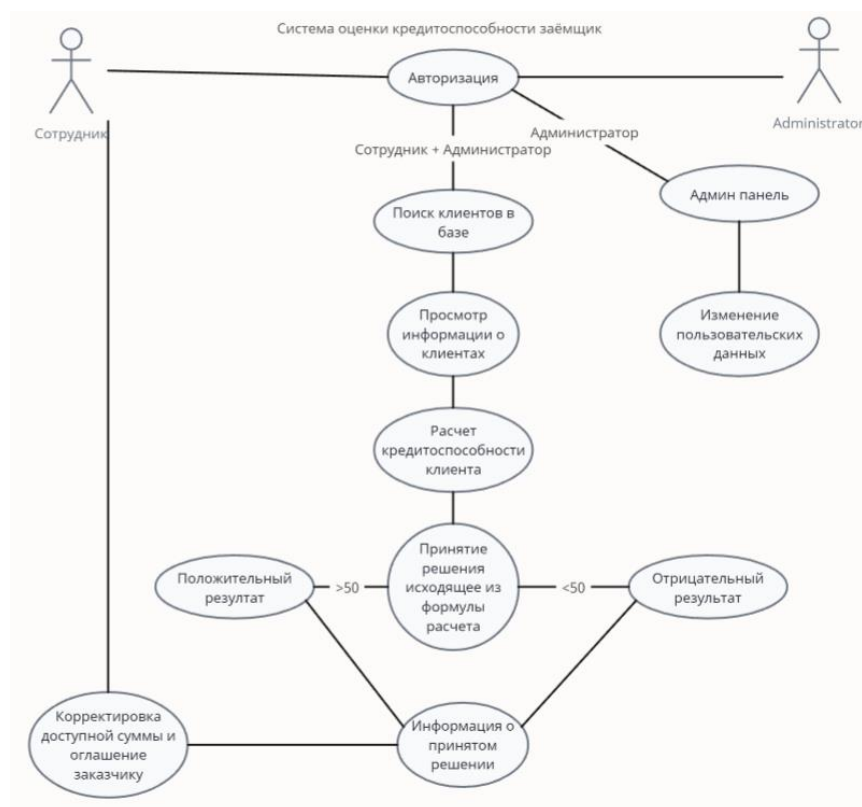 Система оценки кредитоспособности заёмщик
Авторизация
Сотрудник
Administrator
Администратор
Сотрудник + Администратор
Админ панель
Поиск клиентов в
базе
Просмотр
информации о
клиентах
Изменение
пользовательских
данных
Расчет
кредитоспособности
клиента
Принятие
решения
исходящее из
формулы
расчета
Положительный
резултат
>50
<50
Отрицательный
результат
Корректировка
доступной суммы и
оглашение
заказчику
Информация о
принятом
решении